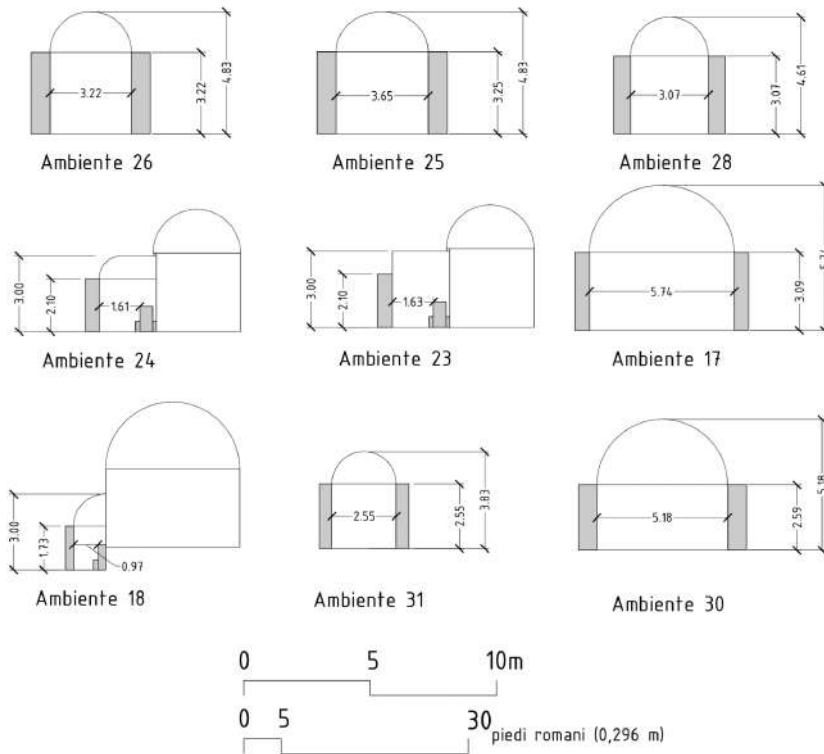 3.22
3.22
4.83
Ambiente 26
3.65
3.25
4.83
Ambiente 25
3.07
3.07
4.61
Ambiente 28
3.00
2.10
1.61
Ambiente 24
3.00
2.10
1.63
Ambiente 23
5.74
3.09
5.74
Ambiente 17
3.00
1.73
0.97
Ambiente 18
2.55
2.55
3.83
Ambiente 31
5.18
2.59
5.18
Ambiente 30
0 5 10m
0 5 30 piedi romani (0,296 m)